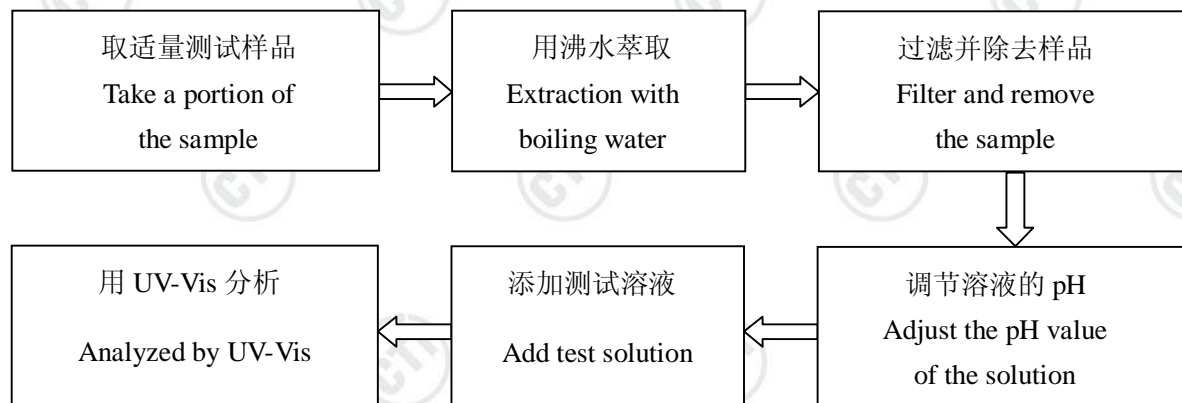 取适量测试样品
Take a portion of
the sample
用沸水萃取
Extraction with
boiling water
过滤并除去样品
Filter and remove
the sample
调节溶液的 pH
Adjust the pH value
of the solution
添加测试溶液
Add test solution
用 UV-Vis 分析
Analyzed by UV-Vis